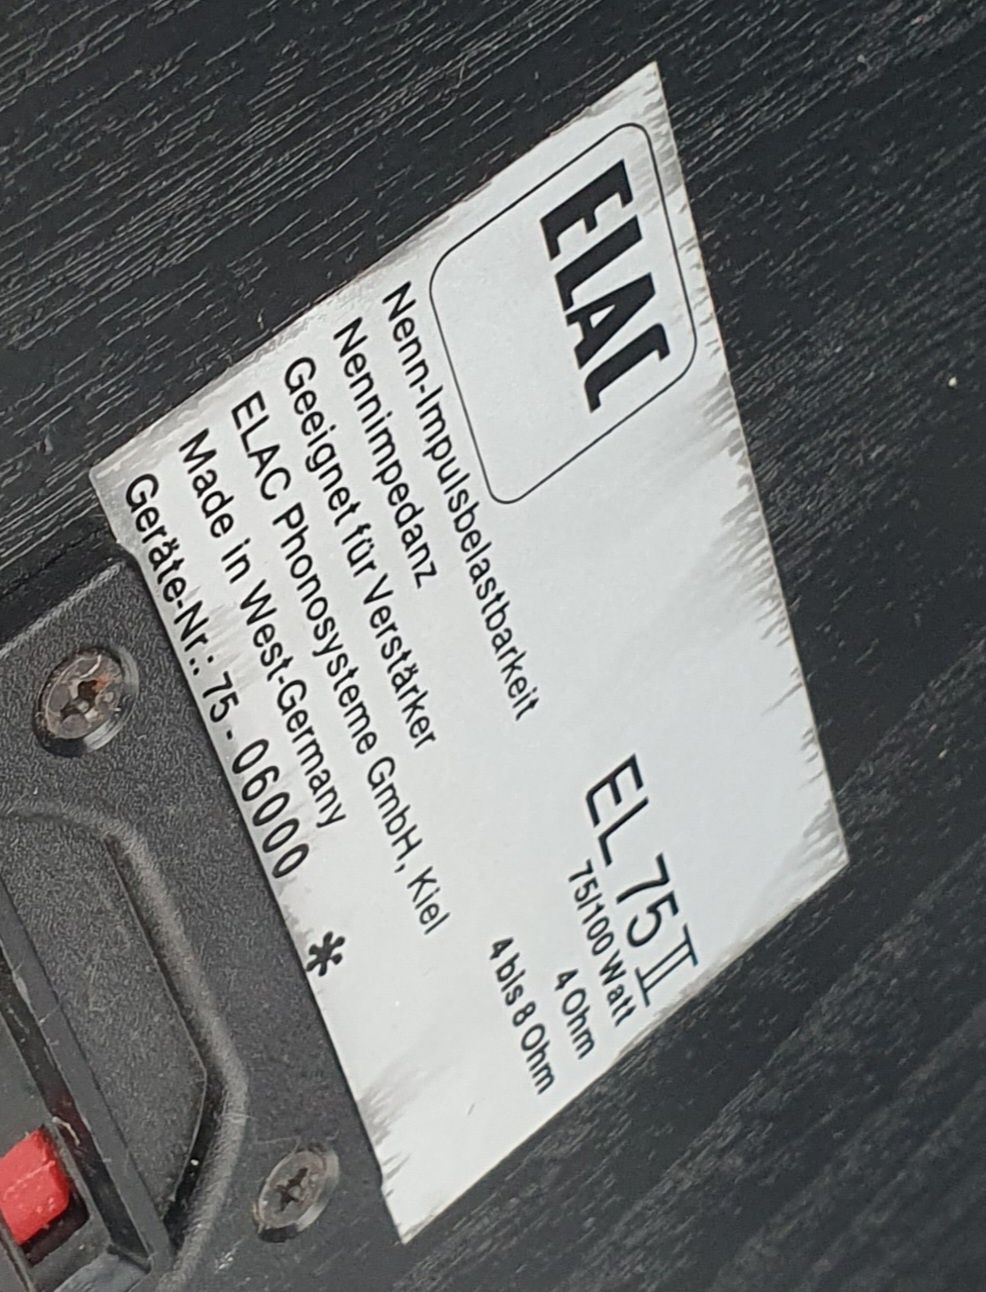 ELAC
EL 75 II
Nenn-Impulsbelastbarkeit 75/100 Watt
Nennimpedanz 4 Ohm
Geeignet für Verstärker 4 bis 8 Ohm
ELAC Phonosysteme GmbH, Kiel
Made in West-Germany
Geräte-Nr.: 75 - 06000 *